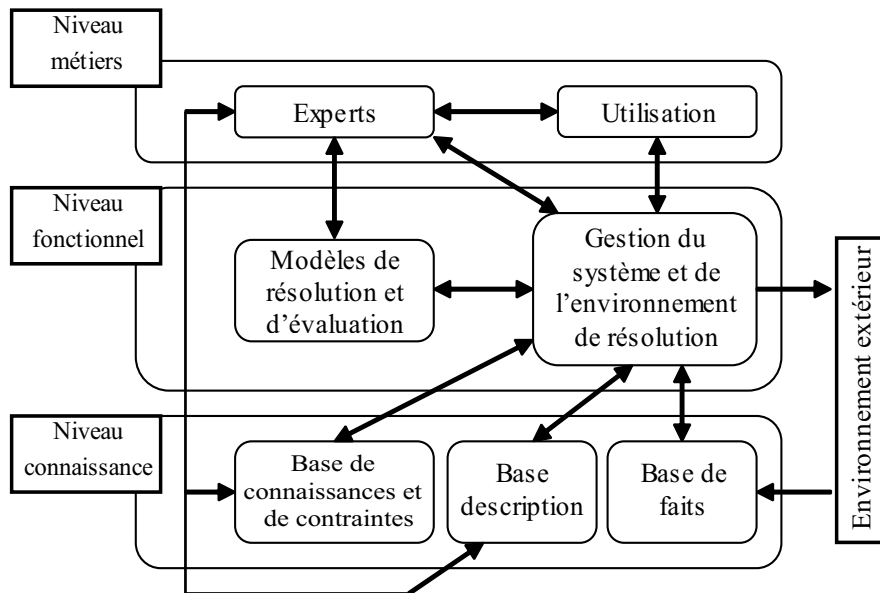 Niveau
métiers
Experts
Utilisation
Niveau
fonctionnel
Modèles de
résolution et
d'évaluation
Gestion du
système et de
l'environnement
de résolution
Environnement extérieur
Niveau
connaissance
Base de
connaissances et
de contraintes
Base
description
Base de
faits